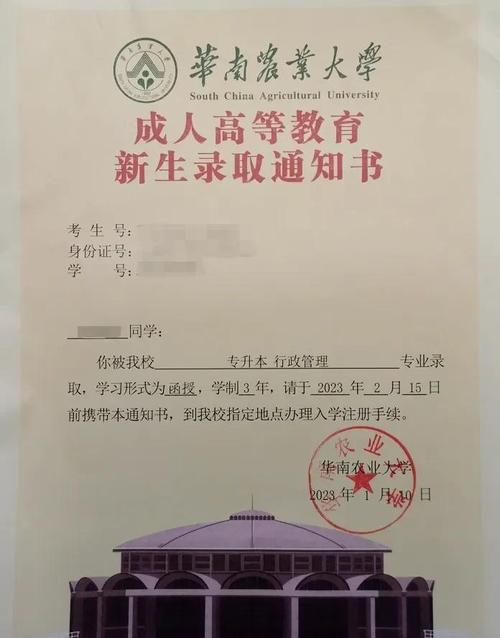 華南农業大學
South China Agricultural University
成人高等教育
新生录取通知书
考 生 号:
身份证号:
学 号:
同学:
你被我校 专升本 行政管理 专业录
取,学习形式为函授,学制3年,请于 2023 年 2 月 15 日
前携带本通知书,到我校指定地点办理入学注册手续。
华南农业大学
2023 年 1 月 10 日